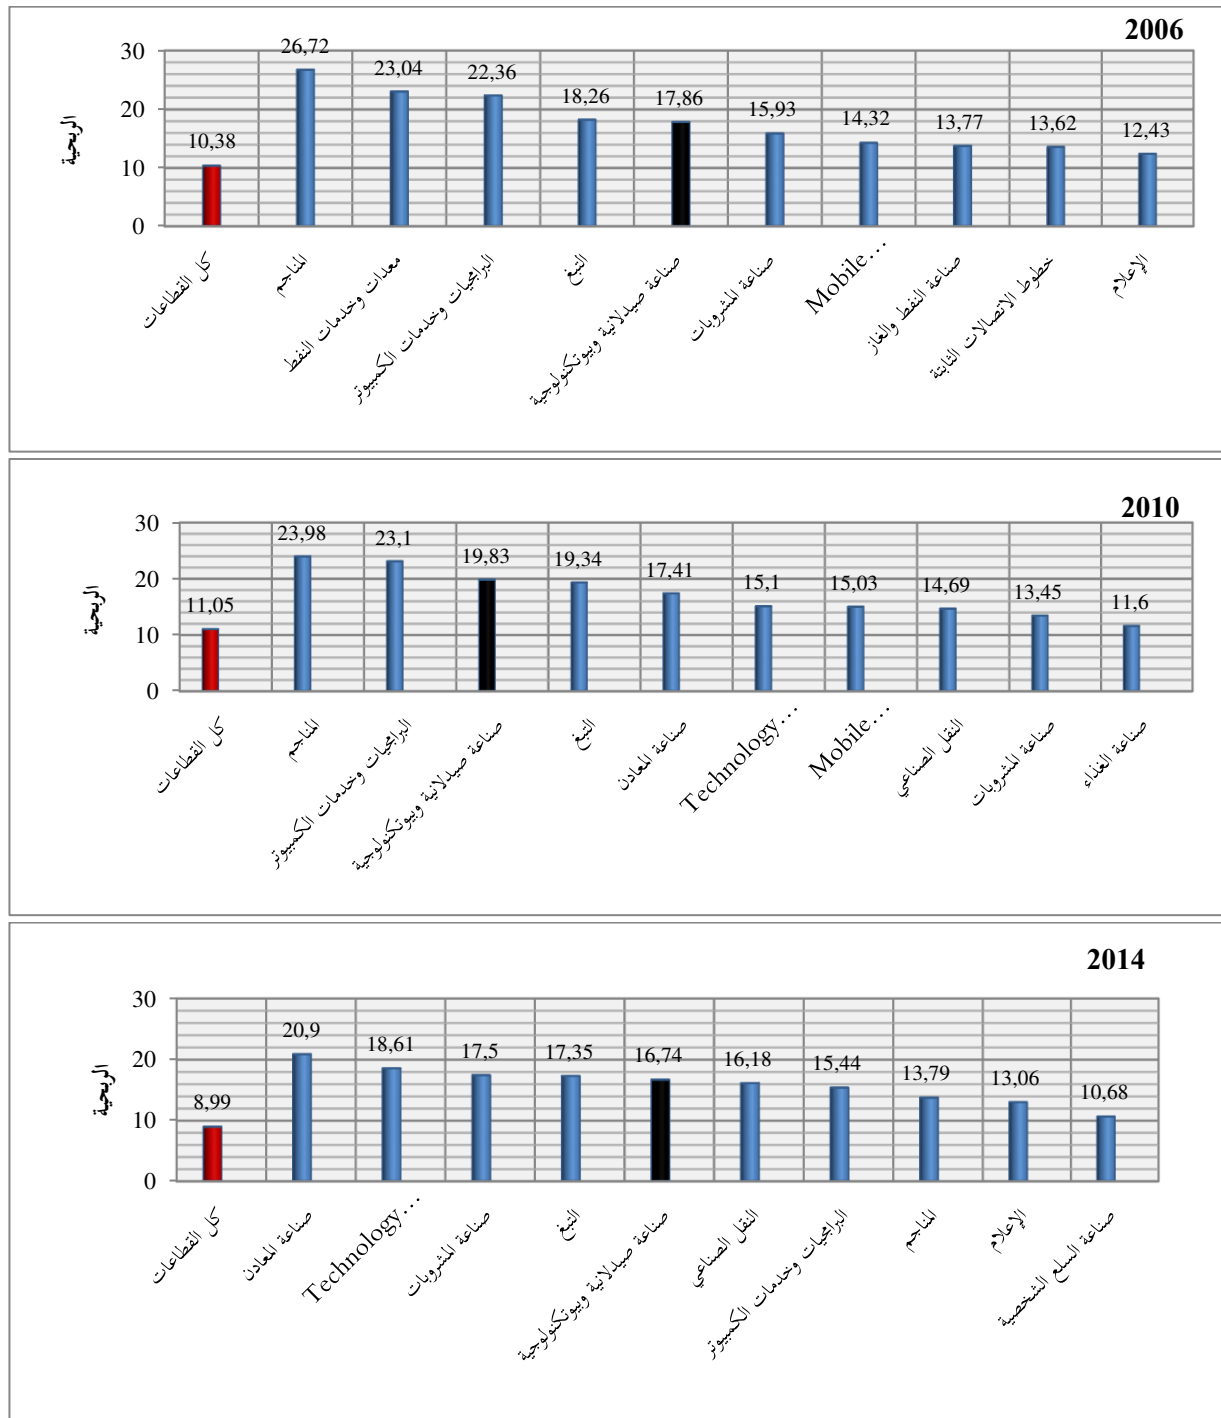 2006
الربحية
30
20
10
0
10,38 26,72 23,04 22,36 18,26 17,86 15,93 14,32 13,77 13,62 12,43
كل القطاعات
المناجم
معدات وخدمات النفط
البرامجيات وخدمات الكمبيوتر
التبغ
صناعة صيدلانية وبيوتكنولوجية
صناعة المشروبات
Mobile…
صناعة النفط والغاز
خطوط الاتصالات الثابتة
الإعلام
2010
الربحية
30
20
10
0
11,05 23,98 23,1 19,83 19,34 17,41 15,1 15,03 14,69 13,45 11,6
كل القطاعات
المناجم
البرامجيات وخدمات الكمبيوتر
صناعة صيدلانية وبيوتكنولوجية
التبغ
صناعة المعادن
Technology…
Mobile…
النقل الصناعي
صناعة المشروبات
صناعة الغذاء
2014
الربحية
30
20
10
0
8,99 20,9 18,61 17,5 17,35 16,74 16,18 15,44 13,79 13,06 10,68
كل القطاعات
صناعة المعادن
Technology…
صناعة المشروبات
التبغ
صناعة صيدلانية وبيوتكنولوجية
النقل الصناعي
البرامجيات وخدمات الكمبيوتر
المناجم
الإعلام
صناعة السلع الشخصية